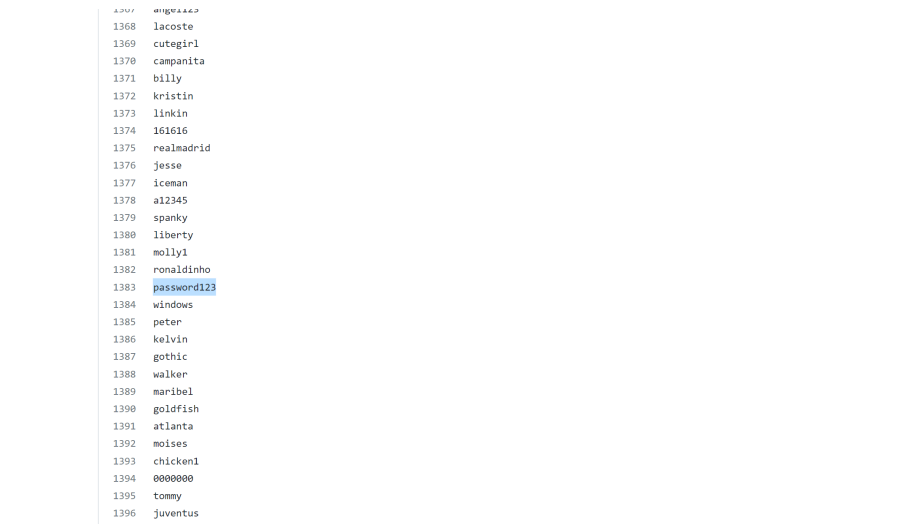 1367 angel123
1368 lacoste
1369 cutegirl
1370 campanita
1371 billy
1372 kristin
1373 linkin
1374 161616
1375 realmadrid
1376 jesse
1377 iceman
1378 a12345
1379 spanky
1380 liberty
1381 molly1
1382 ronaldinho
1383 password123
1384 windows
1385 peter
1386 kelvin
1387 gothic
1388 walker
1389 maribel
1390 goldfish
1391 atlanta
1392 moises
1393 chicken1
1394 0000000
1395 tommy
1396 juventus